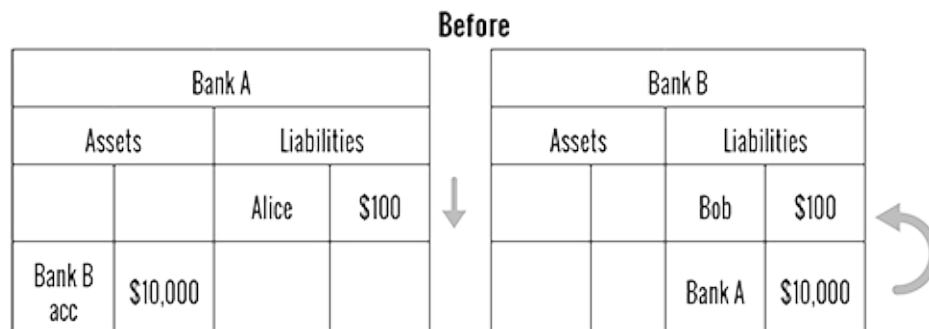 Before
Bank A
Assets Liabilities
Alice $100
Bank B acc $10,000
Bank B
Assets Liabilities
Bob $100
Bank A $10,000